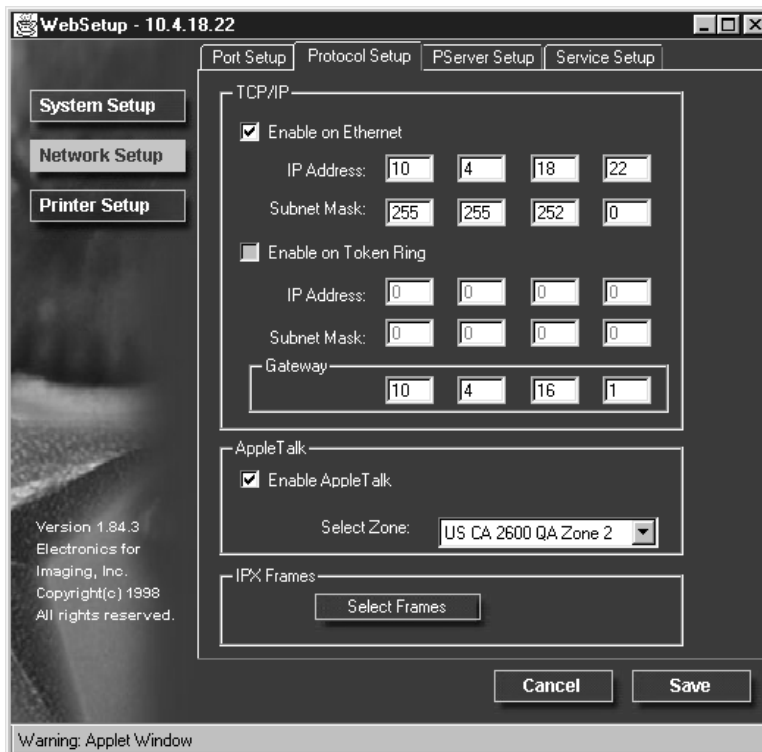 WebSetup - 10.4.18.22
Port Setup Protocol Setup PServer Setup Service Setup
System Setup
Network Setup
Printer Setup
TCP/IP
Enable on Ethernet
IP Address: 10 4 18 22
Subnet Mask: 255 255 252 0
Enable on Token Ring
IP Address: 0 0 0 0
Subnet Mask: 0 0 0 0
Gateway
10 4 16 1
AppleTalk
Enable AppleTalk
Select Zone: US CA 2600 QA Zone 2
IPX Frames
Select Frames
Version 1.84.3
Electronics for
Imaging, Inc.
Copyright(c) 1998
All rights reserved.
Cancel Save
Warning: Applet Window